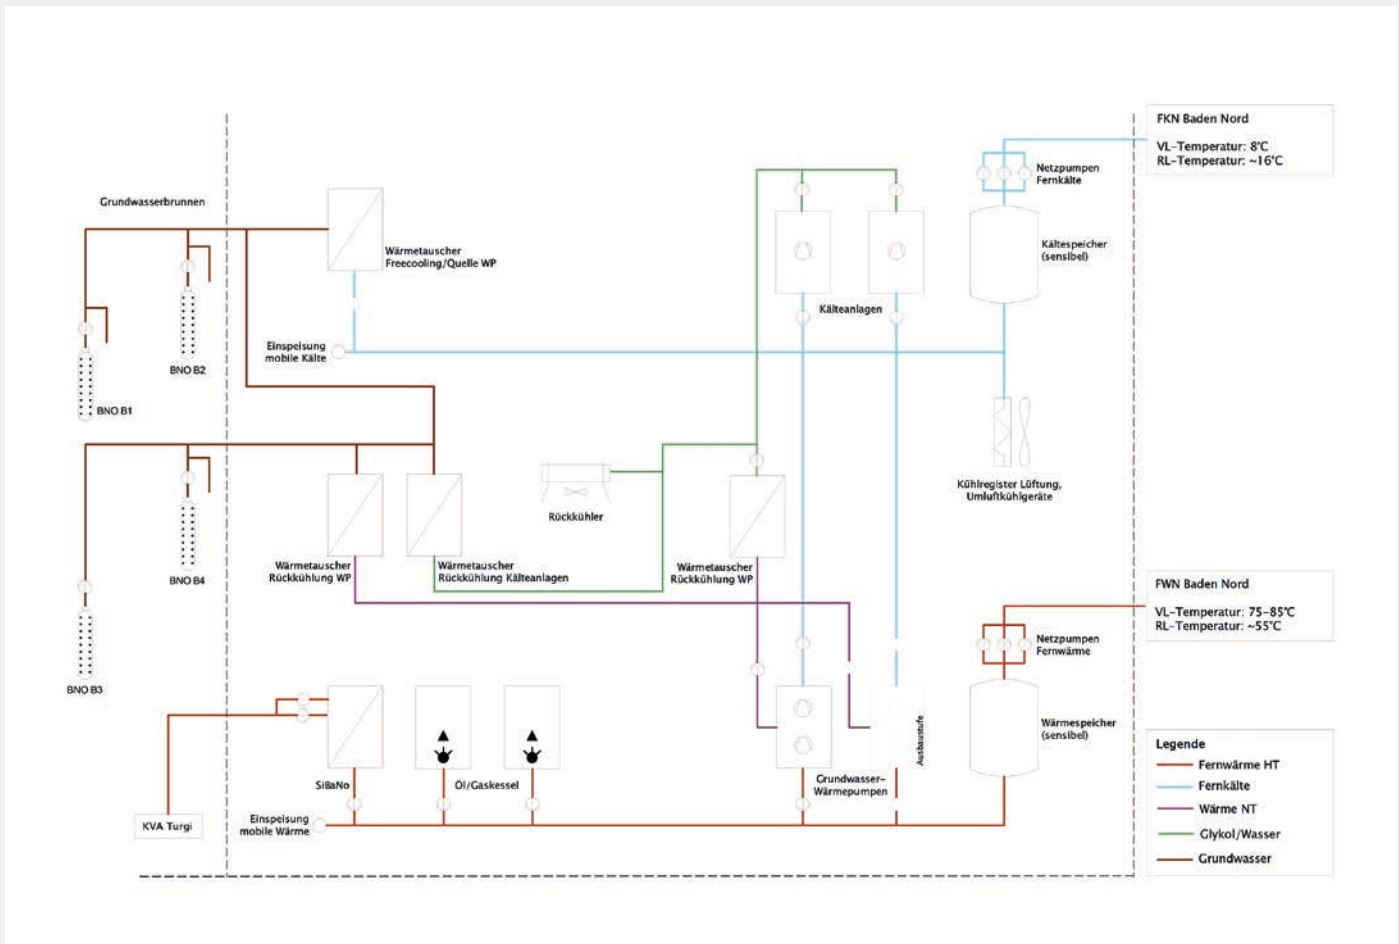 FKN Baden Nord
VL-Temperatur: 8°C
RL-Temperatur: ~16°C
Netzpumpen
Fernkälte
Grundwasserbrunnen
Wärmetauscher
Freecooling/Quelle WP
Kältespeicher
(sensibel)
Kälteanlagen
Einspeisung
mobile Kälte
BNO B2
BNO B1
Kühlregister Lüftung,
Umluftkühlgeräte
Rückkühler
Wärmetauscher
Rückkühlung WP
Wärmetauscher
Rückkühlung Kälteanlagen
Wärmetauscher
Rückkühlung WP
BNO B4
FWN Baden Nord
VL-Temperatur: 75-85°C
RL-Temperatur: ~55°C
Netzpumpen
Fernwärme
BNO B3
Wärmespeicher
(sensibel)
Ausbaustufe
SiBaNo
Öl/Gaskessel
Grundwasser-
Wärmepumpen
Einspeisung
mobile Wärme
KVA Turgi
Legende
Fernwärme HT
Fernkälte
Wärme NT
Glykol/Wasser
Grundwasser